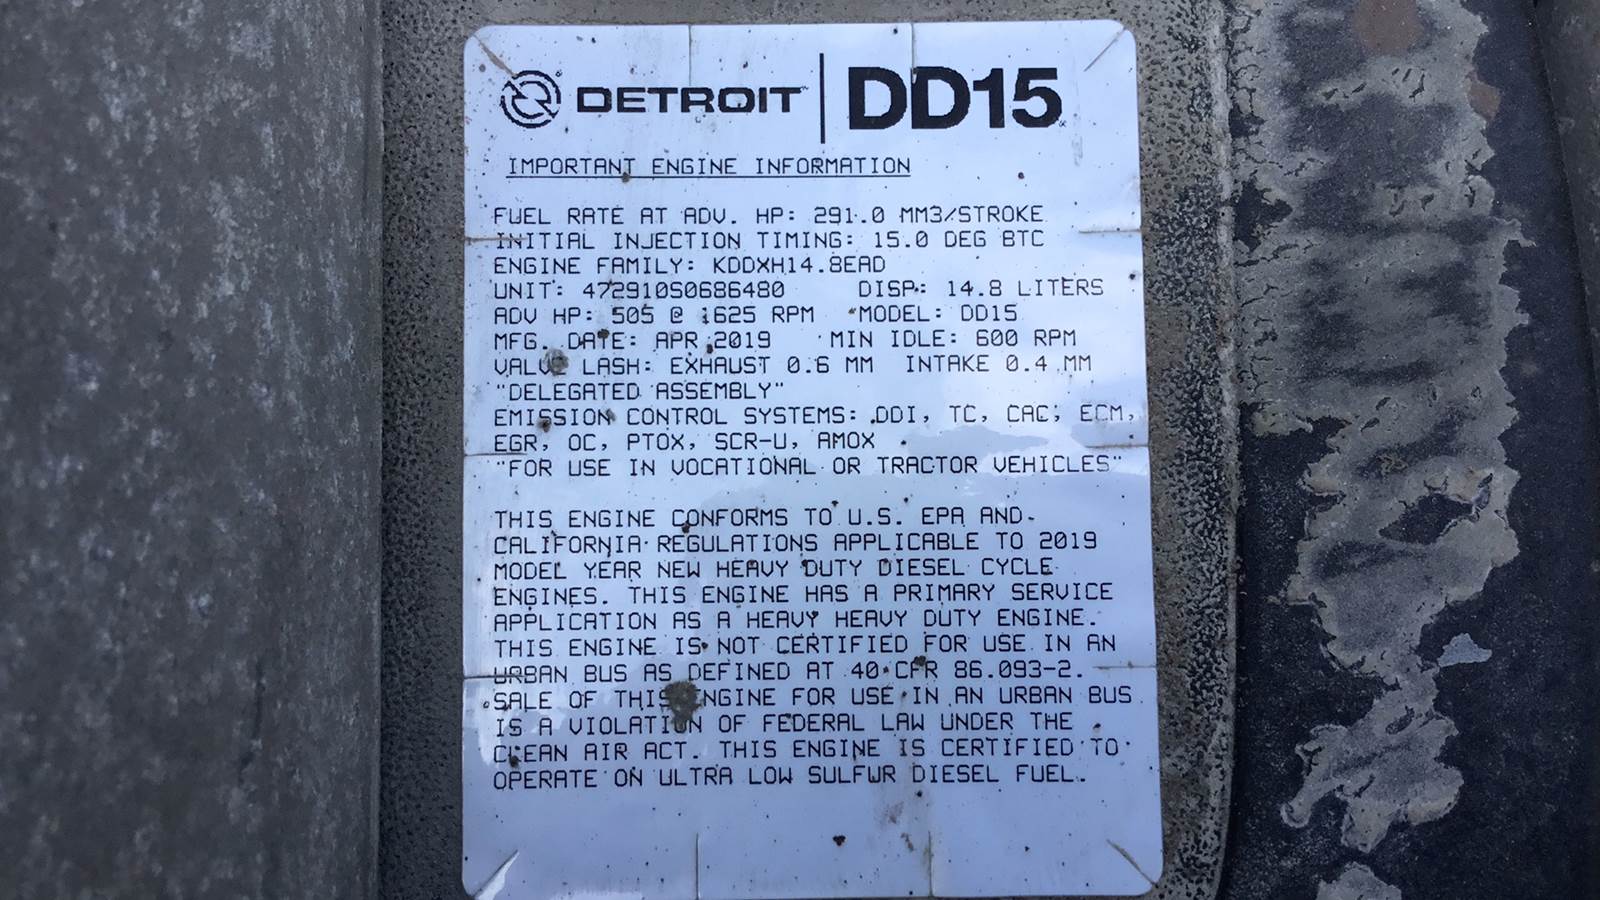 DETROIT DD15
IMPORTANT ENGINE INFORMATION
FUEL RATE AT ADV. HP: 291.0 MM3/STROKE
INITIAL INJECTION TIMING: 15.0 DEG BTC
ENGINE FAMILY: KDDXH14.8EAD
UNIT: 472910S0686480 DISP: 14.8 LITERS
ADV HP: 505 @ 1625 RPM MODEL: DD15
MFG. DATE: APR 2019 MIN IDLE: 600 RPM
VALVE LASH: EXHAUST 0.6 MM INTAKE 0.4 MM
"DELEGATED ASSEMBLY"
EMISSION CONTROL SYSTEMS: DDI, TC, CAC, ECM,
EGR, OC, PTOX, SCR-U, AMOX
"FOR USE IN VOCATIONAL OR TRACTOR VEHICLES"
THIS ENGINE CONFORMS TO U.S. EPA AND
CALIFORNIA REGULATIONS APPLICABLE TO 2019
MODEL YEAR NEW HEAVY DUTY DIESEL CYCLE
ENGINES. THIS ENGINE HAS A PRIMARY SERVICE
APPLICATION AS A HEAVY HEAVY DUTY ENGINE.
THIS ENGINE IS NOT CERTIFIED FOR USE IN AN
URBAN BUS AS DEFINED AT 40 CFR 86.093-2.
SALE OF THIS ENGINE FOR USE IN AN URBAN BUS
IS A VIOLATION OF FEDERAL LAW UNDER THE
CLEAN AIR ACT. THIS ENGINE IS CERTIFIED TO
OPERATE ON ULTRA LOW SULFUR DIESEL FUEL.